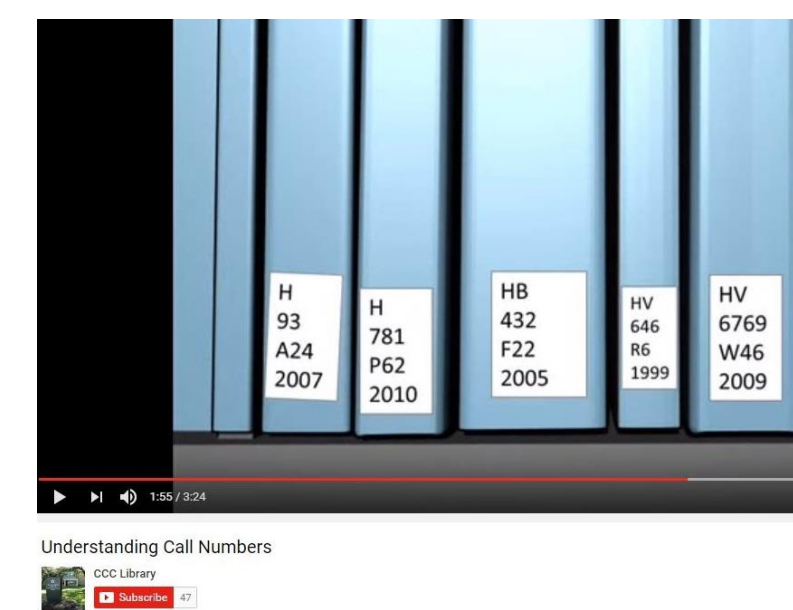 H
93
A24
2007
H
781
P62
2010
HB
432
F22
2005
HV
646
R6
1999
HV
6769
W46
2009
1:55 / 3:24
Understanding Call Numbers
CCC Library
Subscribe 47